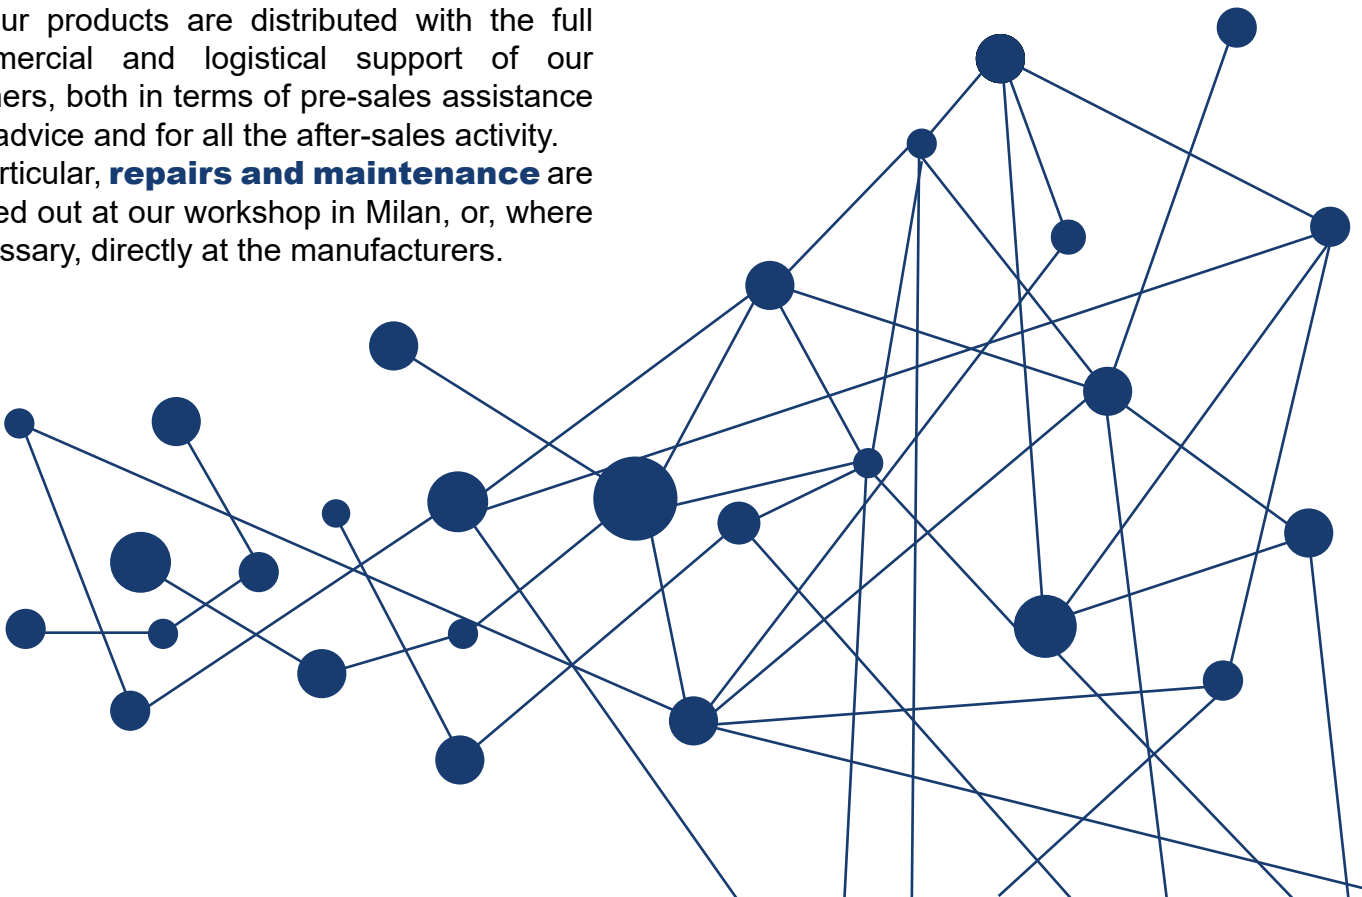 ur products are distributed with the full
mercial and logistical support of our
ers, both in terms of pre-sales assistance
advice and for all the after-sales activity.
rticular, repairs and maintenance are
ed out at our workshop in Milan, or, where
ssary, directly at the manufacturers.